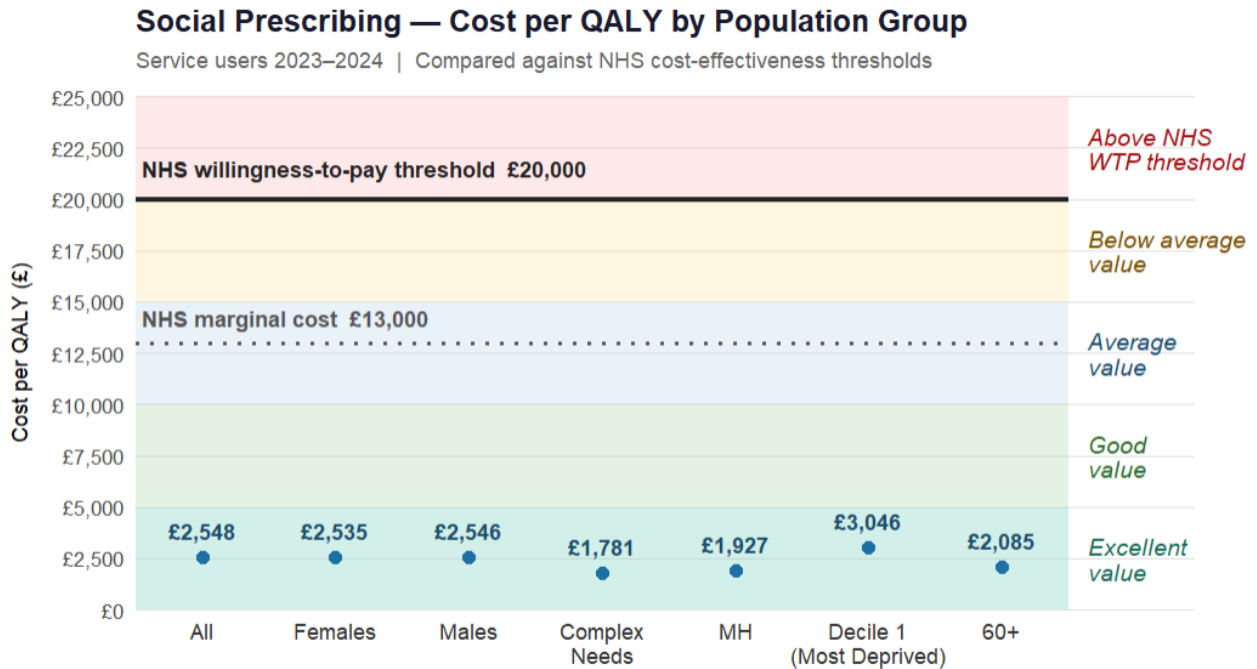 Social Prescribing — Cost per QALY by Population Group
Service users 2023–2024 | Compared against NHS cost-effectiveness thresholds
Cost per QALY (£)
£25,000
£22,500
£20,000
£17,500
£15,000
£12,500
£10,000
£7,500
£5,000
£2,500
£0
NHS willingness-to-pay threshold £20,000
NHS marginal cost £13,000
Above NHS
WTP threshold
Below average
value
Average
value
Good
value
Excellent
value
£2,548
£2,535
£2,546
£1,781
£1,927
£3,046
£2,085
All
Females
Males
Complex
Needs
MH
Decile 1
(Most Deprived)
60+